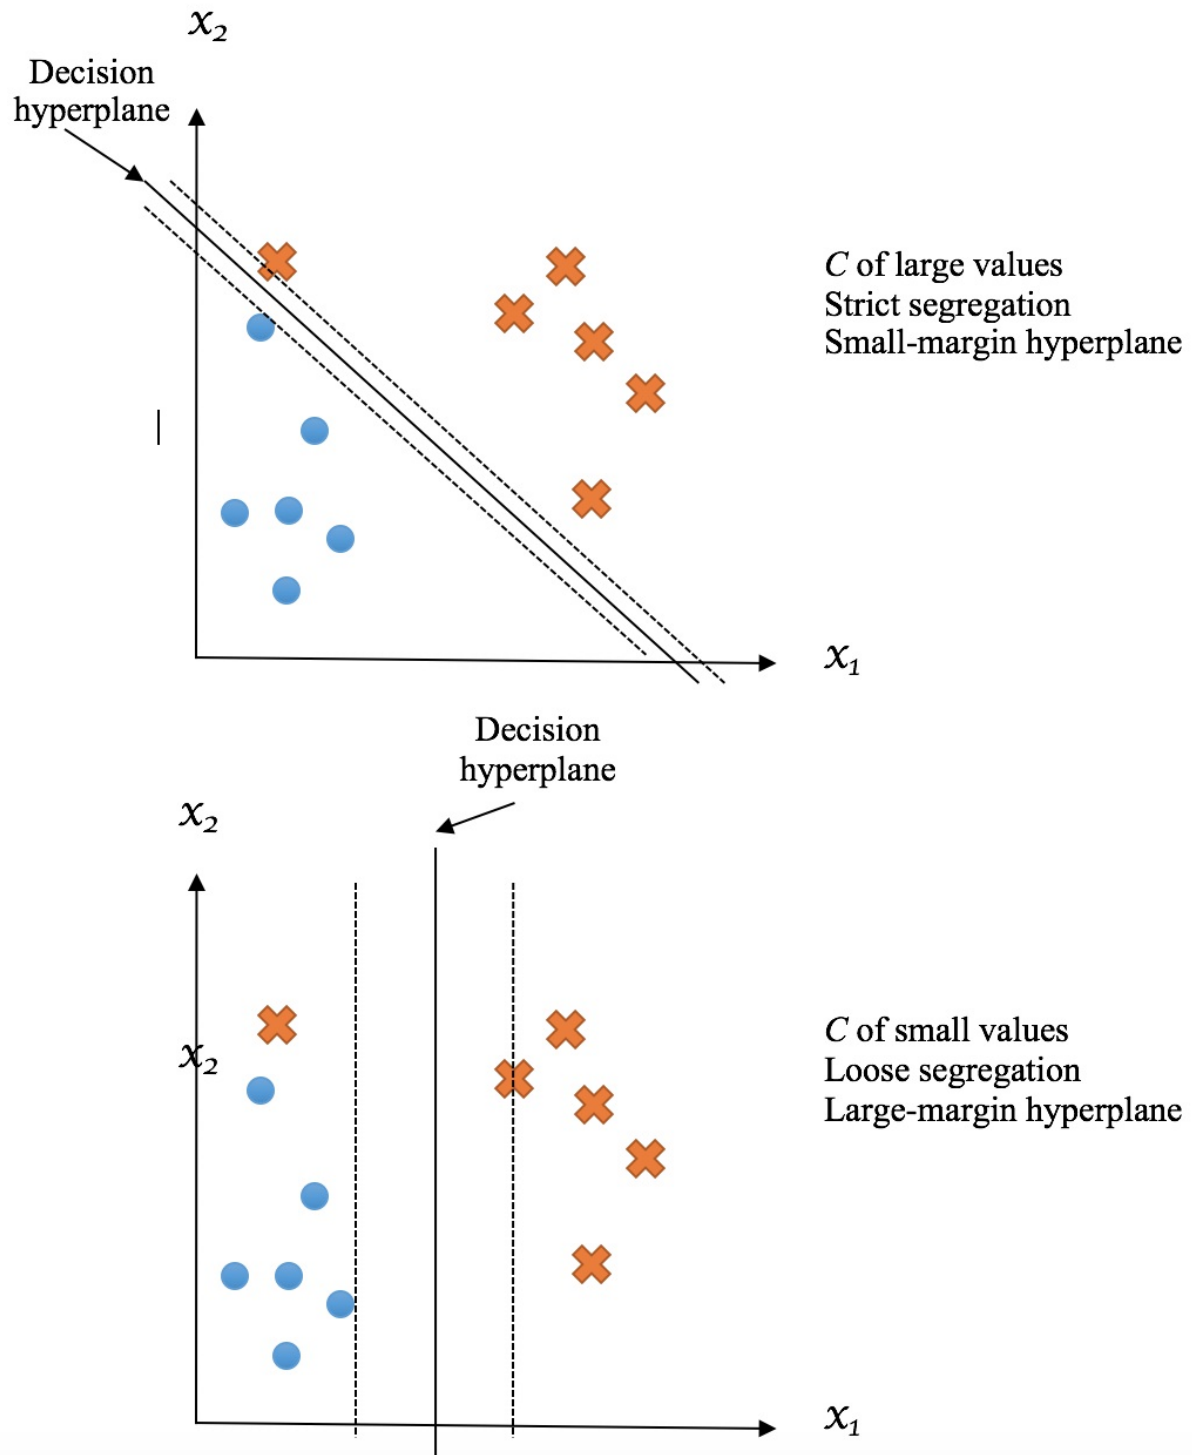 x₂
Decision
hyperplane
C of large values
Strict segregation
Small-margin hyperplane
x₁
Decision
hyperplane
x₂
x₂
C of small values
Loose segregation
Large-margin hyperplane
x₁